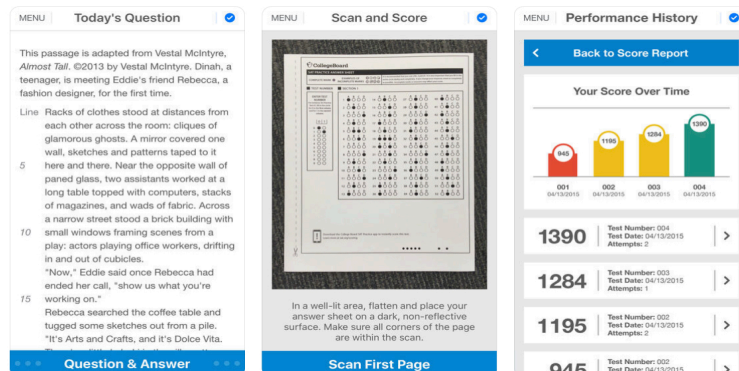 MENU Today's Question
This passage is adapted from Vestal McIntyre,
Almost Tall. ©2013 by Vestal McIntyre. Dinah, a
teenager, is meeting Eddie's friend Rebecca, a
fashion designer, for the first time.
Line Racks of clothes stood at distances from
each other across the room: cliques of
glamorous ghosts. A mirror covered one
wall, sketches and patterns taped to it
5 here and there. Near the opposite wall of
paned glass, two assistants worked at a
long table topped with computers, stacks
of magazines, and wads of fabric. Across
a narrow street stood a brick building with
10 small windows framing scenes from a
play: actors playing office workers, drifting
in and out of cubicles.
"Now," Eddie said once Rebecca had
ended her call, "show us what you're
15 working on."
Rebecca searched the coffee table and
tugged some sketches out from a pile.
"It's Arts and Crafts, and it's Dolce Vita.
Question & Answer
MENU Scan and Score
CollegeBoard
SAT PRACTICE ANSWER SHEET
TEST NUMBER
SECTION 1
In a well-lit area, flatten and place your
answer sheet on a dark, non-reflective
surface. Make sure all corners of the page
are within the scan.
Scan First Page
MENU Performance History
Back to Score Report
Your Score Over Time
945 1195 1284 1390
001 002 003 004
04/13/2015 04/13/2015 04/13/2015 04/13/2015
1390
Test Number: 004
Test Date: 04/13/2015
Attempts: 2
1284
Test Number: 003
Test Date: 04/13/2015
Attempts: 1
1195
Test Number: 002
Test Date: 04/13/2015
Attempts: 2
945
Test Number: 002
Test Date: 04/13/2015